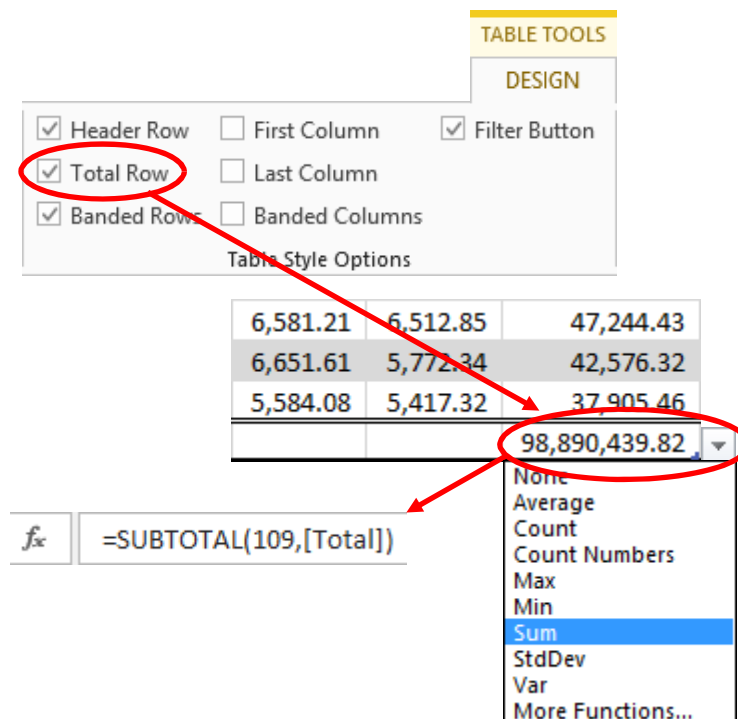 TABLE TOOLS
DESIGN
Header Row First Column Filter Button
Total Row Last Column
Banded Rows Banded Columns
Table Style Options
6,581.21 6,512.85 47,244.43
6,651.61 5,772.34 42,576.32
5,584.08 5,417.32 37,905.46
98,890,439.82
None
Average
fx =SUBTOTAL(109,[Total])
Count
Count Numbers
Max
Min
Sum
StdDev
Var
More Functions...